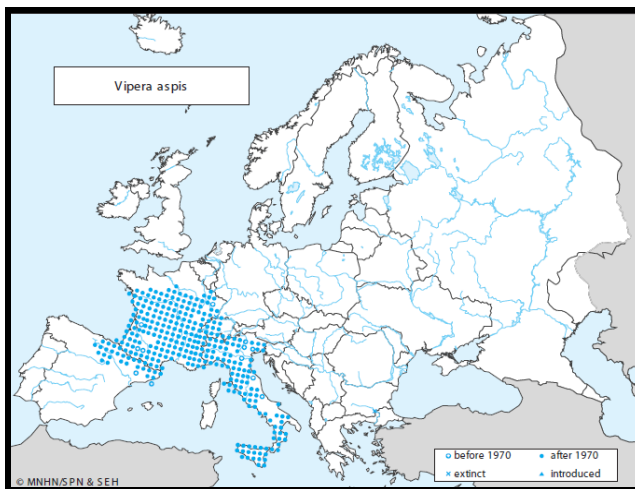 Vipera aspis
before 1970 after 1970
extinct introduced
© MNHN/SPN & SEH